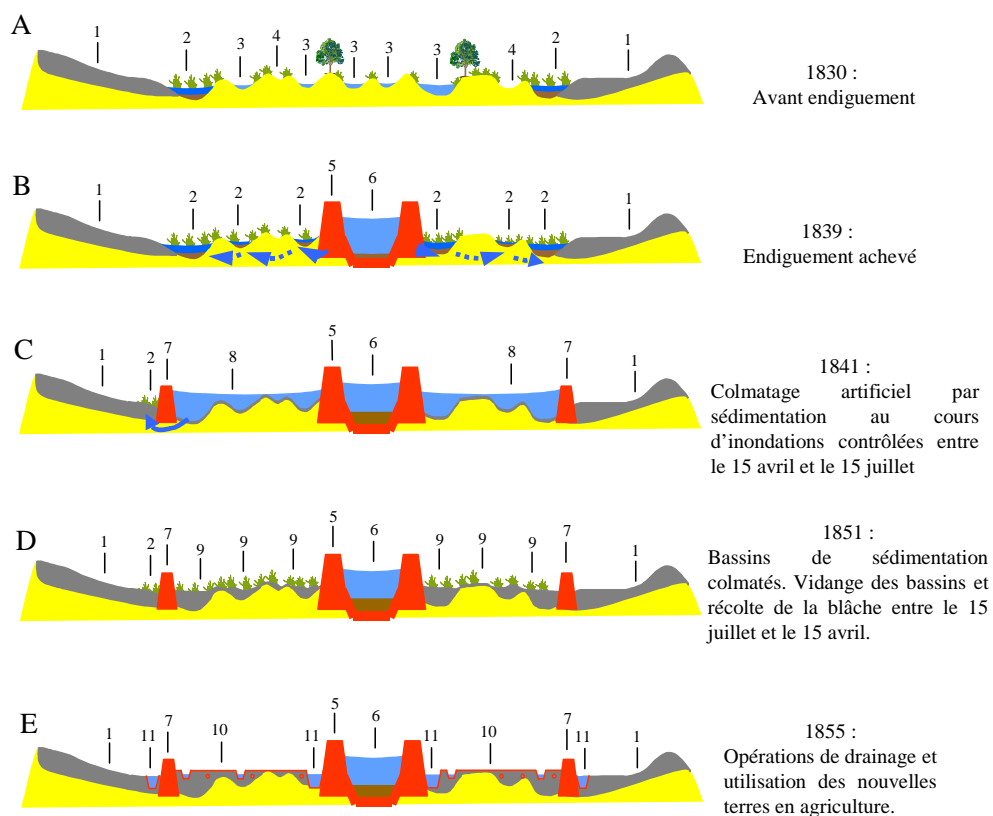 A
1 2 3 4 3 3 3 3 4 2 1
1830 :
Avant endiguement
B
1 2 2 2 5 6 2 2 2 1
1839 :
Endiguement achevé
C
1 2 7 8 5 6 8 7 1
1841 :
Colmatage artificiel par
sédimentation au cours
d’inondations contrôlées entre
le 15 avril et le 15 juillet
D
1 2 7 9 9 9 5 6 9 9 9 7 1
1851 :
Bassins de sédimentation
colmatés. Vidange des bassins et
récolte de la blâche entre le 15
juillet et le 15 avril.
E
1 11 7 10 11 5 6 11 10 7 11 1
1855 :
Opérations de drainage et
utilisation des nouvelles
terres en agriculture.